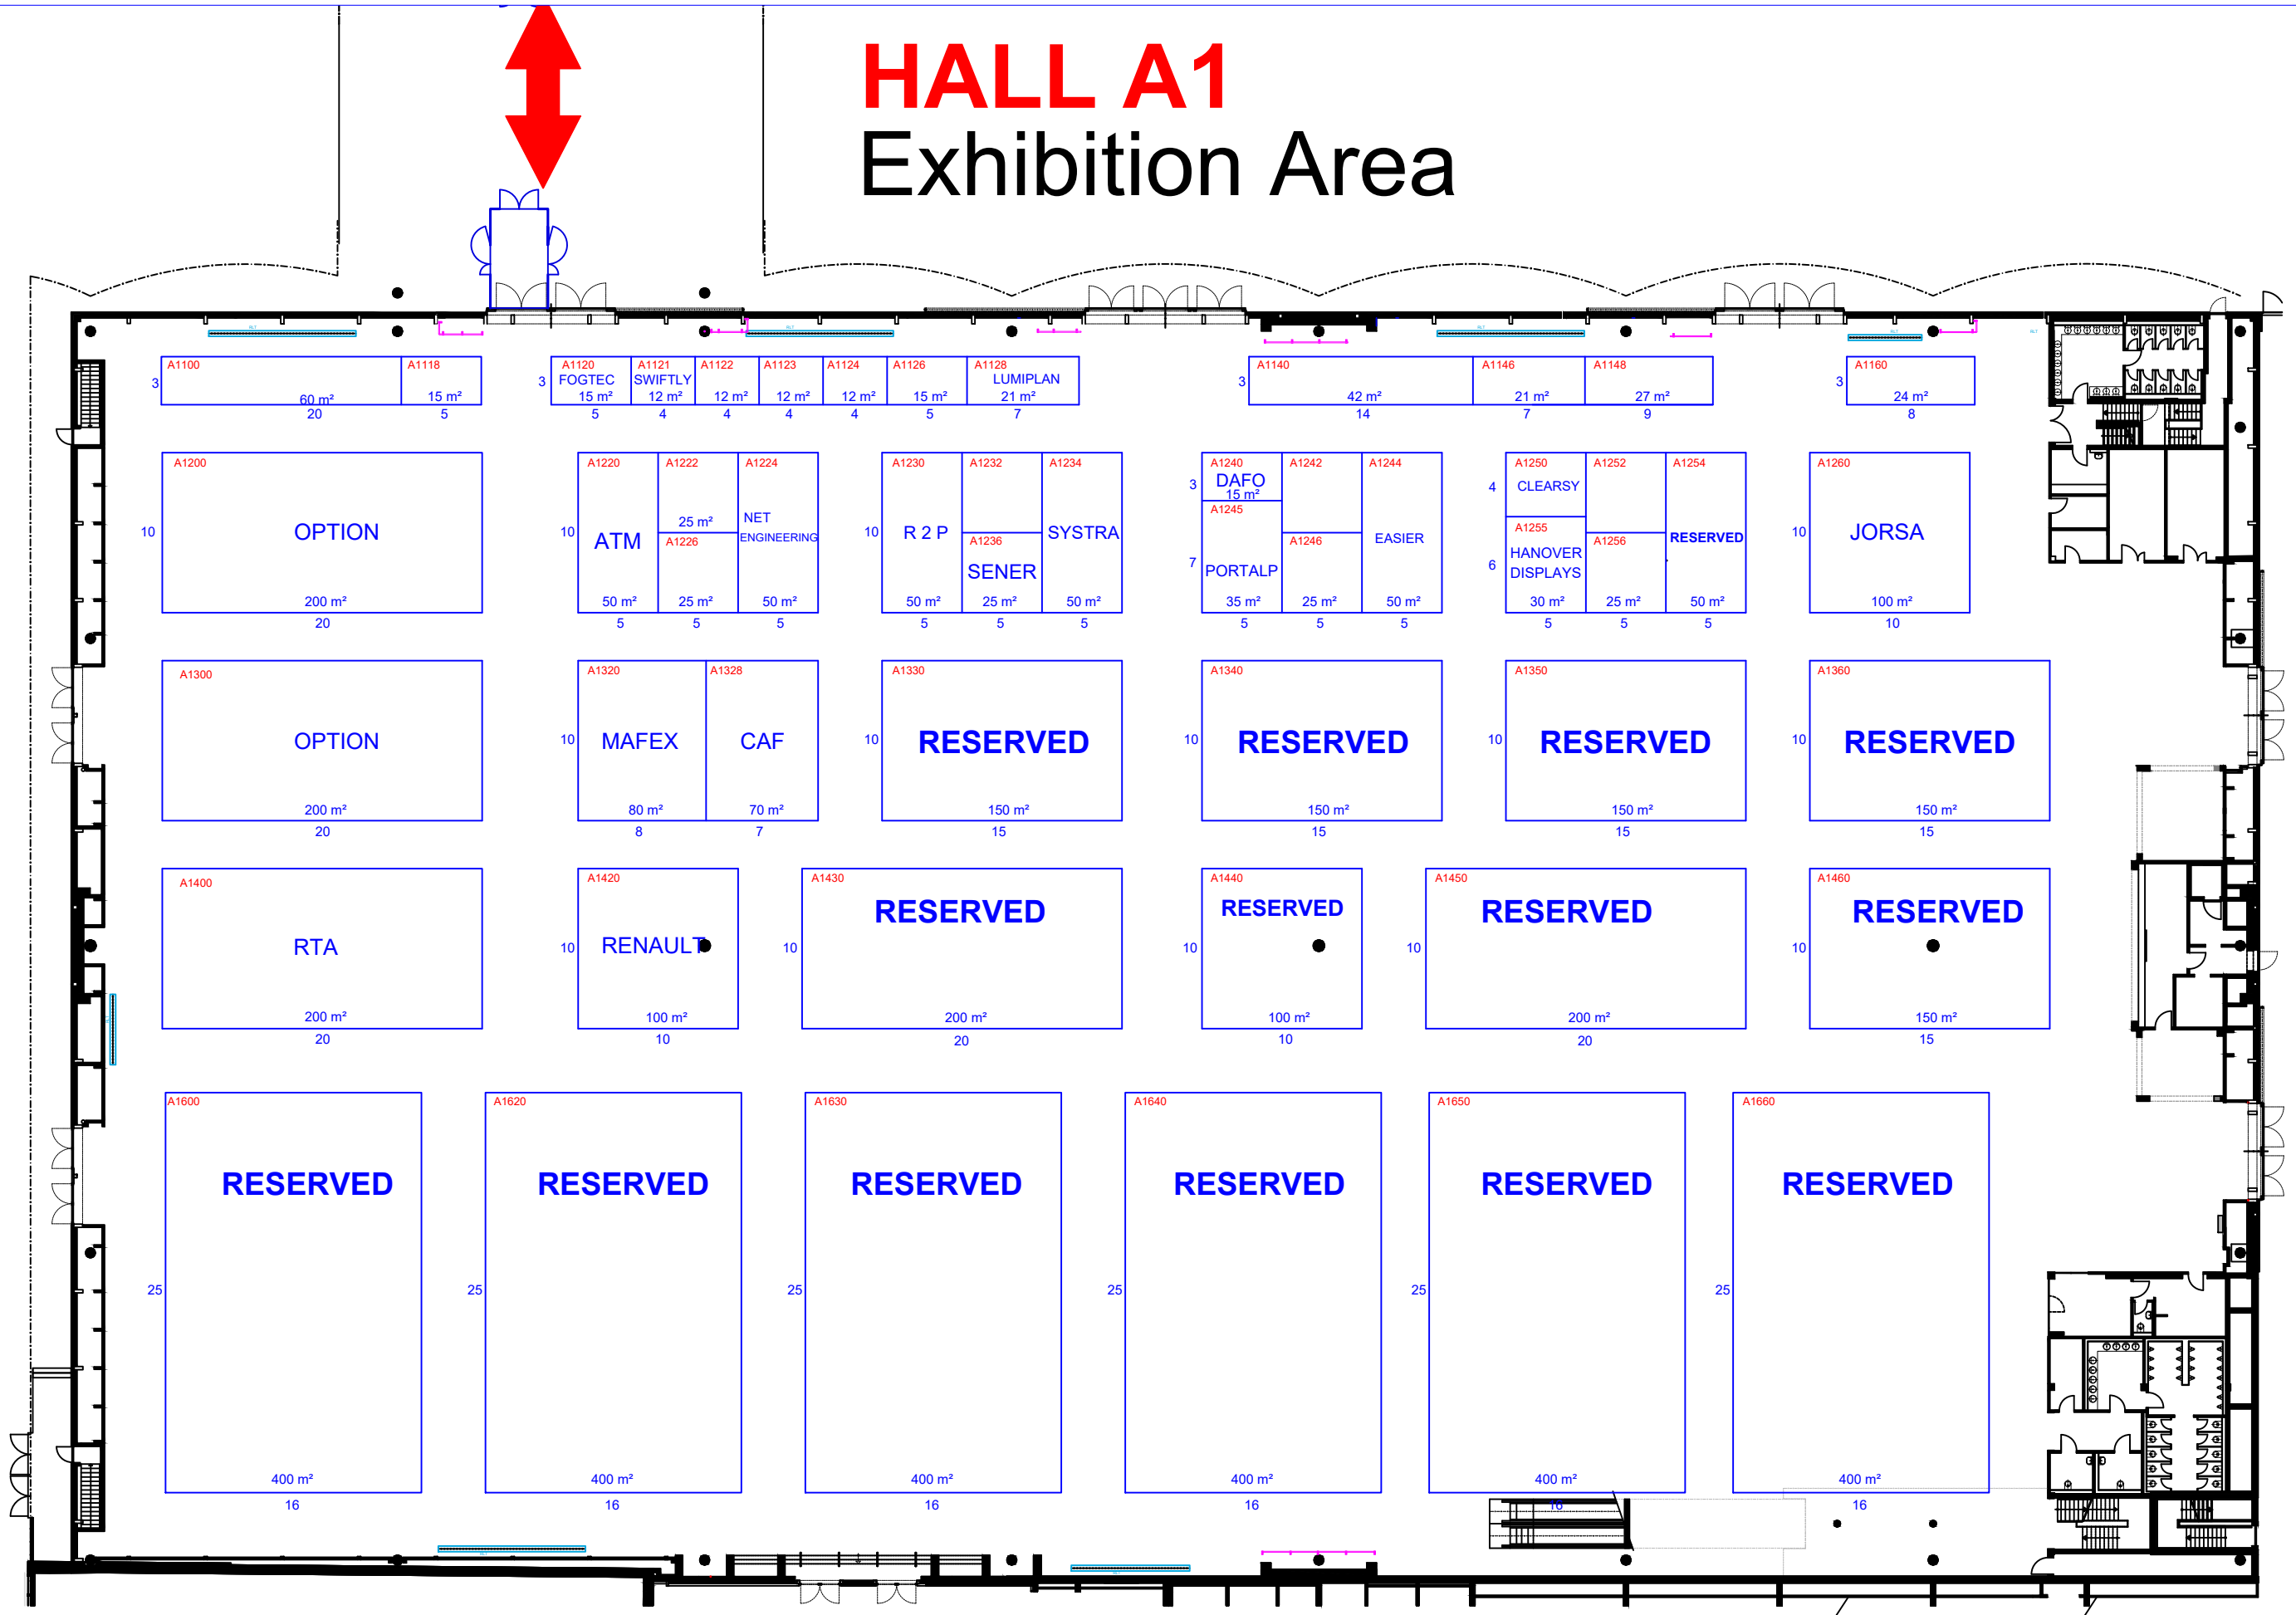 HALL A1
Exhibition Area
A1100 A1118 A1120 A1121 A1122 A1123 A1124 A1126 A1128 A1140 A1146 A1148 A1160
3 3 FOGTEC SWIFTLY LUMIPLAN 3 3
60 m² 15 m² 15 m² 12 m² 12 m² 12 m² 12 m² 15 m² 21 m² 42 m² 21 m² 27 m² 24 m²
20 5 5 4 4 4 4 5 7 14 7 9 8
A1200 A1220 A1222 A1224 A1230 A1232 A1234 A1240 A1242 A1244 A1250 A1252 A1254 A1260
3 DAFO 4 CLEARSY
15 m²
A1245
25 m² NET
10 OPTION 10 ATM ENGINEERING 10 R 2 P SYSTRA EASIER RESERVED 10 JORSA
A1226 A1236 A1246 A1255 A1256
HANOVER
7 PORTALP 6 DISPLAYS
SENER
200 m² 50 m² 25 m² 50 m² 50 m² 25 m² 50 m² 35 m² 25 m² 50 m² 30 m² 25 m² 50 m² 100 m²
20 5 5 5 5 5 5 5 5 5 5 5 5 10
A1300 A1320 A1328 A1330 A1340 A1350 A1360
OPTION 10 MAFEX CAF 10 RESERVED 10 RESERVED 10 RESERVED 10 RESERVED
200 m² 80 m² 70 m² 150 m² 150 m² 150 m² 150 m²
20 8 7 15 15 15 15
A1400 A1420 A1430 A1440 A1450 A1460
RESERVED RESERVED RESERVED RESERVED
RTA 10 RENAULT 10 10 10 10
200 m² 100 m² 200 m² 100 m² 200 m² 150 m²
20 10 20 10 20 15
A1600 A1620 A1630 A1640 A1650 A1660
RESERVED RESERVED RESERVED RESERVED RESERVED RESERVED
25 25 25 25 25 25
400 m² 400 m² 400 m² 400 m² 400 m² 400 m²
16 16 16 16 16 16